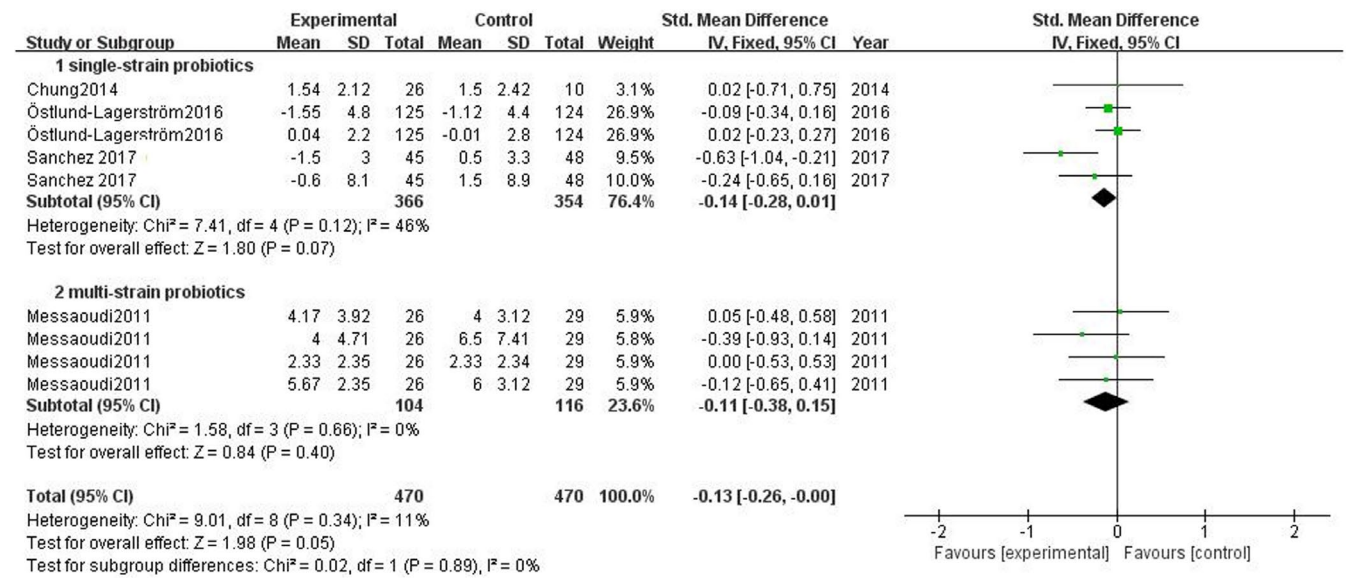 Experimental Control Std. Mean Difference Std. Mean Difference
Study or Subgroup Mean SD Total Mean SD Total Weight IV, Fixed, 95% CI Year IV, Fixed, 95% CI
1 single-strain probiotics
Chung2014 1.54 2.12 26 1.5 2.42 10 3.1% 0.02 [-0.71, 0.75] 2014
Östlund-Lagerström2016 -1.55 4.8 125 -1.12 4.4 124 26.9% -0.09 [-0.34, 0.16] 2016
Östlund-Lagerström2016 0.04 2.2 125 -0.01 2.8 124 26.9% 0.02 [-0.23, 0.27] 2016
Sanchez 2017 -1.5 3 45 0.5 3.3 48 9.5% -0.63 [-1.04, -0.21] 2017
Sanchez 2017 -0.6 8.1 45 1.5 8.9 48 10.0% -0.24 [-0.65, 0.16] 2017
Subtotal (95% CI) 366 354 76.4% -0.14 [-0.28, 0.01]
Heterogeneity: Chi² = 7.41, df = 4 (P = 0.12); I² = 46%
Test for overall effect: Z = 1.80 (P = 0.07)
2 multi-strain probiotics
Messaoudi2011 4.17 3.92 26 4 3.12 29 5.9% 0.05 [-0.48, 0.58] 2011
Messaoudi2011 4 4.71 26 6.5 7.41 29 5.8% -0.39 [-0.93, 0.14] 2011
Messaoudi2011 2.33 2.35 26 2.33 2.34 29 5.9% 0.00 [-0.53, 0.53] 2011
Messaoudi2011 5.67 2.35 26 6 3.12 29 5.9% -0.12 [-0.65, 0.41] 2011
Subtotal (95% CI) 104 116 23.6% -0.11 [-0.38, 0.15]
Heterogeneity: Chi² = 1.58, df = 3 (P = 0.66); I² = 0%
Test for overall effect: Z = 0.84 (P = 0.40)
Total (95% CI) 470 470 100.0% -0.13 [-0.26, -0.00]
Heterogeneity: Chi² = 9.01, df = 8 (P = 0.34); I² = 11%
Test for overall effect: Z = 1.98 (P = 0.05)
Test for subgroup differences: Chi² = 0.02, df = 1 (P = 0.89), I² = 0%
-2 -1 0 1 2
Favours [experimental] Favours [control]